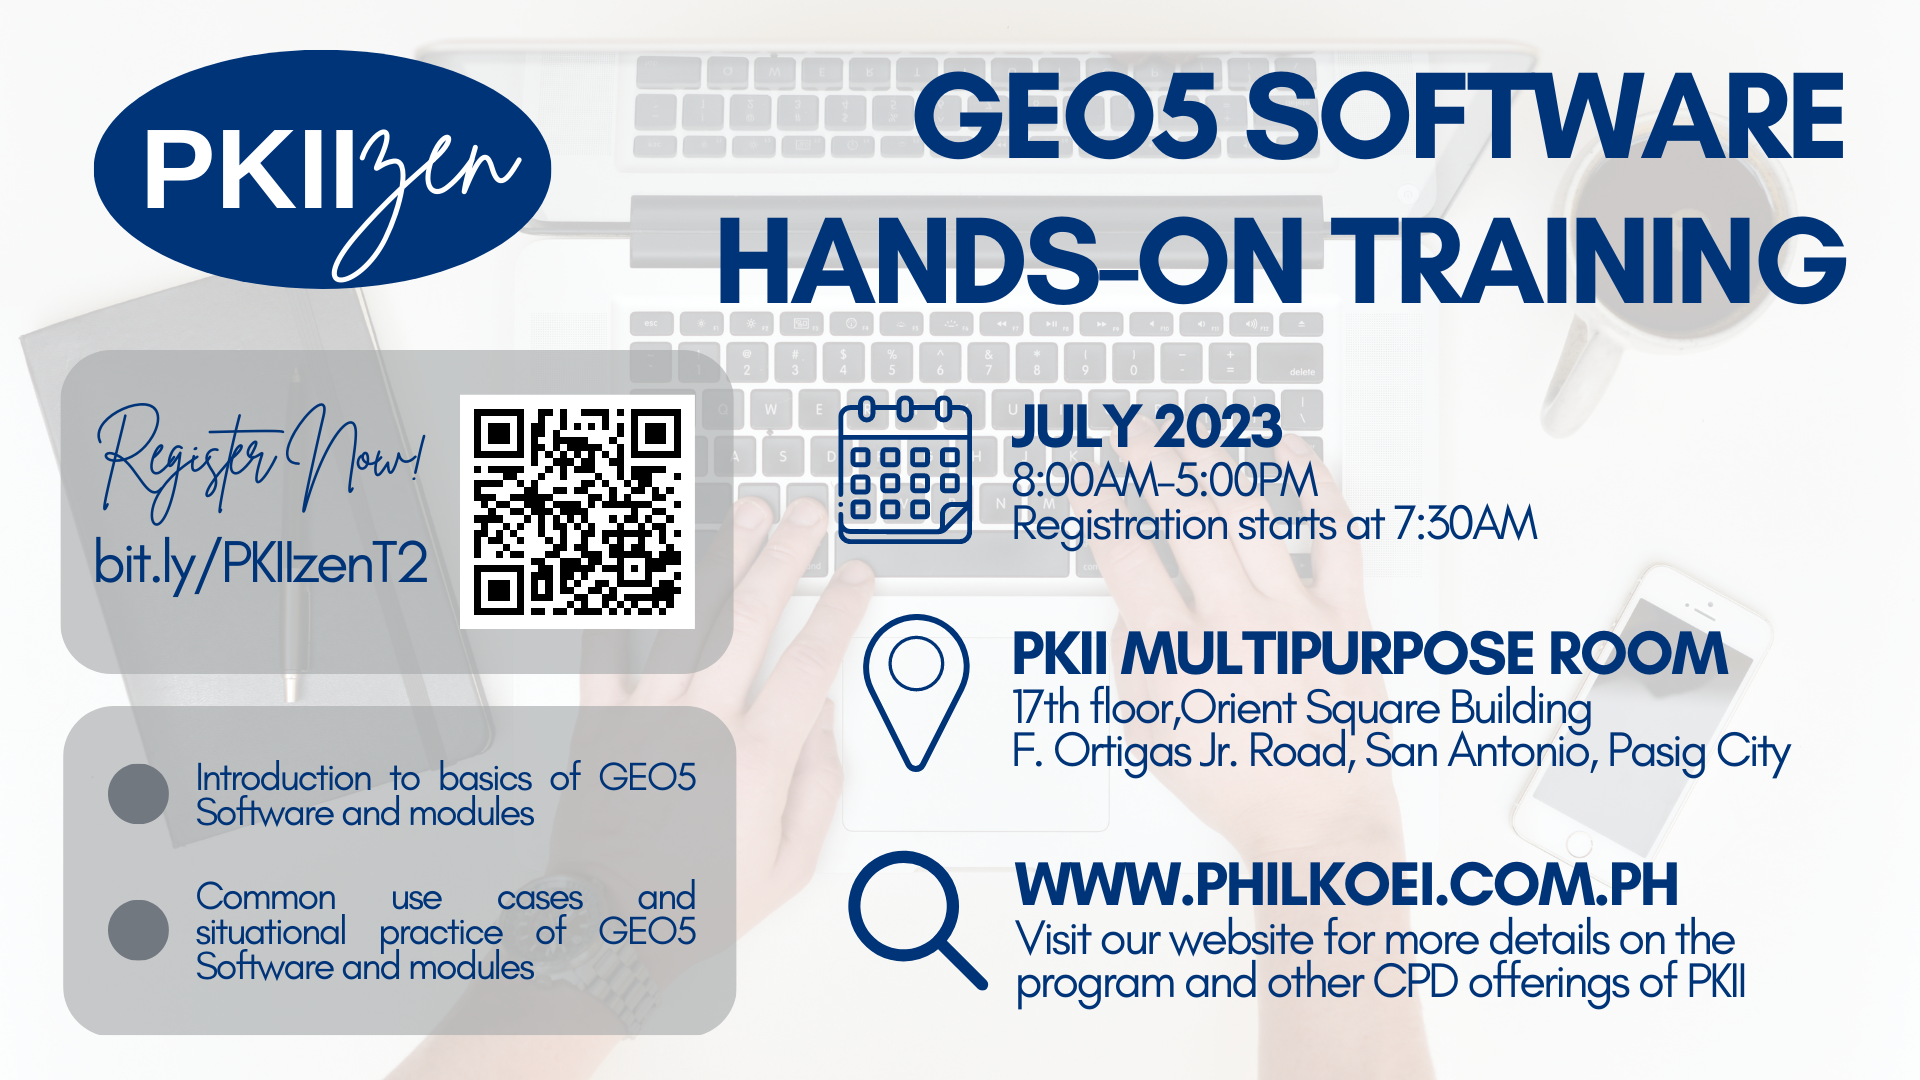 PKIIzen
GEO5 SOFTWARE
HANDS-ON TRAINING
Register Now!
bit.ly/PKIIzenT2
JULY 2023
8:00AM-5:00PM
Registration starts at 7:30AM
PKII MULTIPURPOSE ROOM
17th floor,Orient Square Building
F. Ortigas Jr. Road, San Antonio, Pasig City
Introduction to basics of GEO5
Software and modules
Common use cases and
situational practice of GEO5
Software and modules
WWW.PHILKOEI.COM.PH
Visit our website for more details on the
program and other CPD offerings of PKII